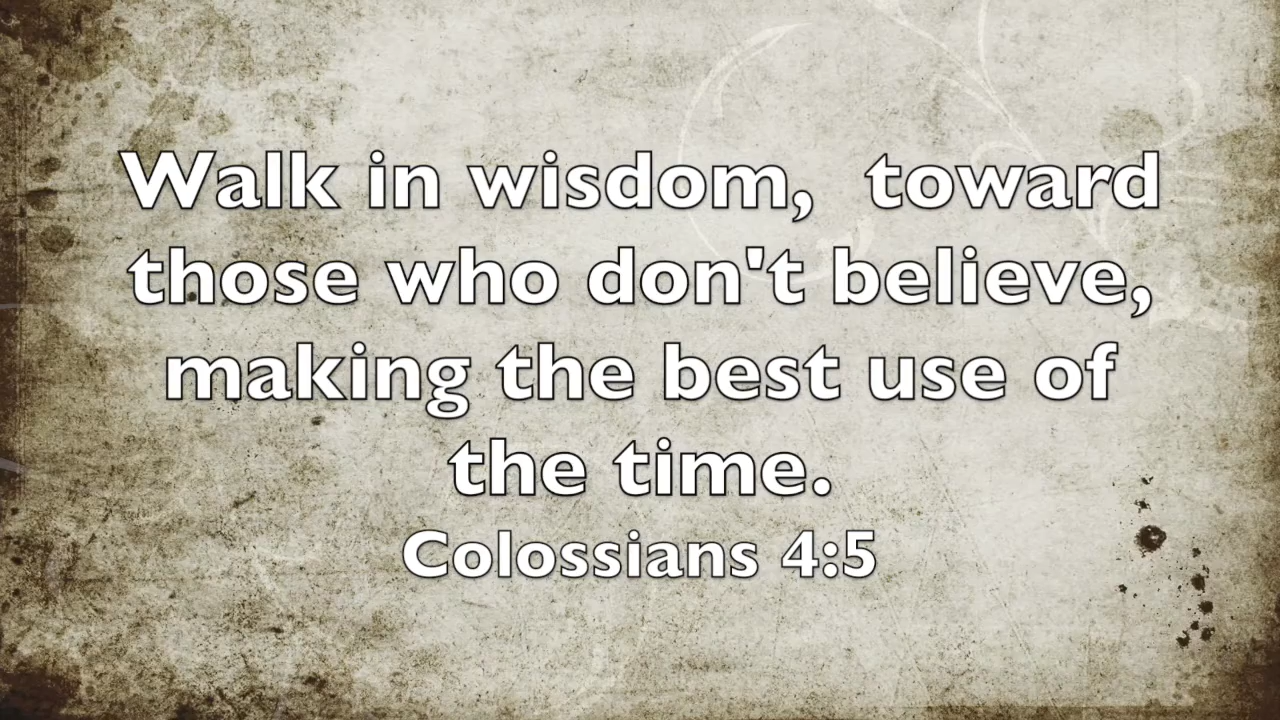 Walk in wisdom,  toward
those who don't believe,
making the best use of
the time.
Colossians 4:5